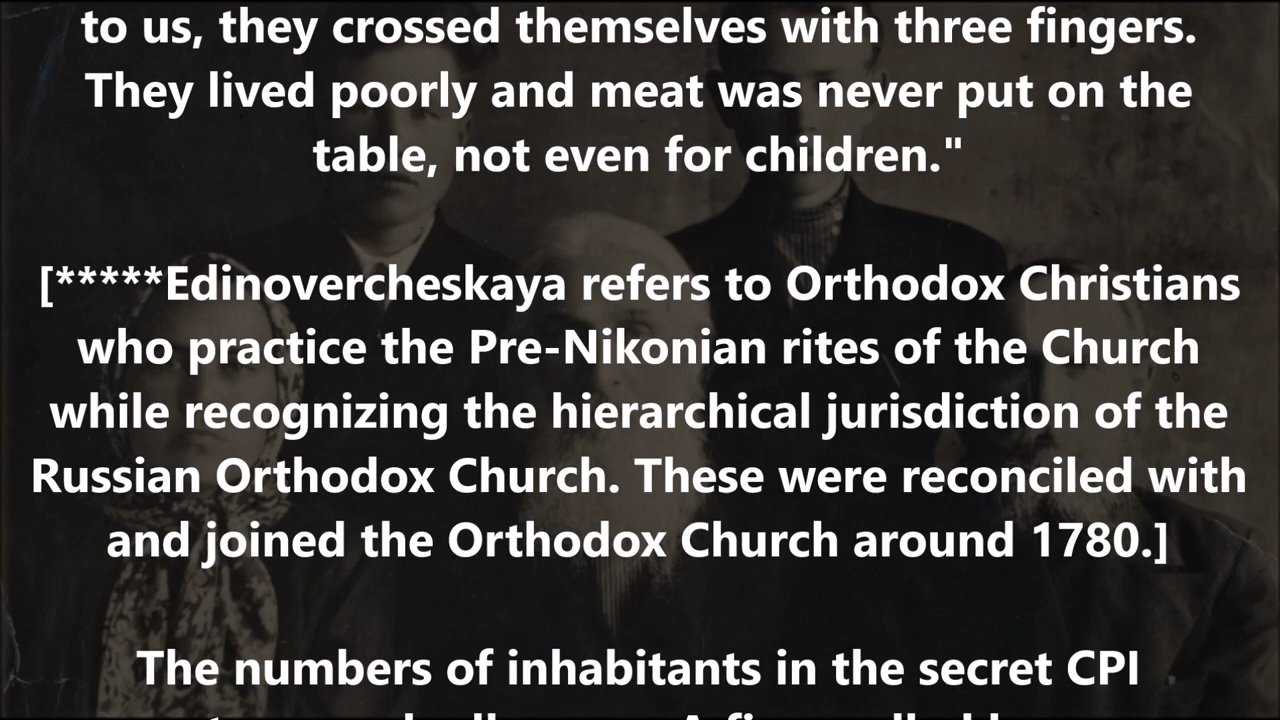 to us, they crossed themselves with three fingers.
They lived poorly and meat was never put on the
table, not even for children."
[*****Edinovercheskaya refers to Orthodox Christians
who practice the Pre-Nikonian rites of the Church
while recognizing the hierarchical jurisdiction of the
Russian Orthodox Church. These were reconciled with
and joined the Orthodox Church around 1780.]
The numbers of inhabitants in the secret CPI